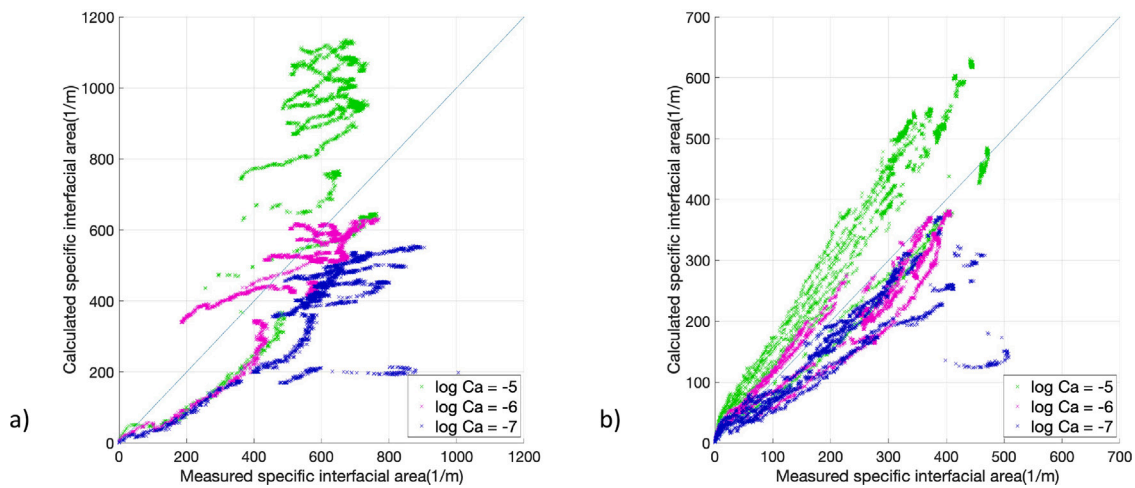 a)
Calculated specific interfacial area(1/m)
1200
1000
800
600
400
200
0
0 200 400 600 800 1000 1200
Measured specific interfacial area(1/m)
log Ca = -5
log Ca = -6
log Ca = -7
b)
Calculated specific interfacial area(1/m)
700
600
500
400
300
200
100
0
0 100 200 300 400 500 600 700
Measured specific interfacial area(1/m)
log Ca = -5
log Ca = -6
log Ca = -7